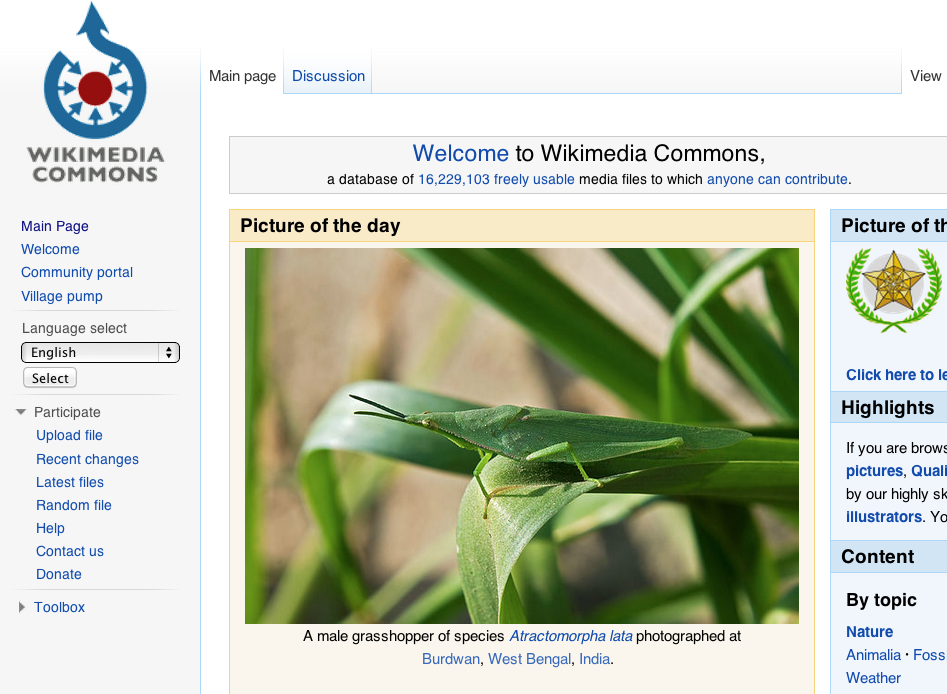 WIKIMEDIA
COMMONS
Main page
Discussion
View
Welcome to Wikimedia Commons,
a database of 16,229,103 freely usable media files to which anyone can contribute.
Main Page
Welcome
Community portal
Village pump
Language select
English
Select
Participate
Upload file
Recent changes
Latest files
Random file
Help
Contact us
Donate
Toolbox
Picture of the day
A male grasshopper of species Atractomorpha lata photographed at
Burdwan, West Bengal, India.
Picture of th
Click here to le
Highlights
If you are brows
pictures, Quali
by our highly sk
illustrators. Yo
Content
By topic
Nature
Animalia · Foss
Weather